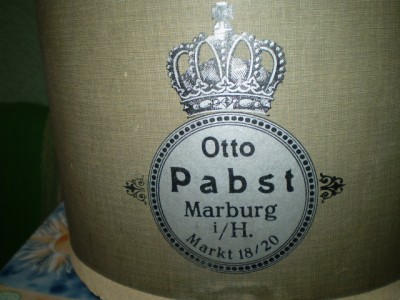 Otto
Pabst
Marburg
i/H.
Markt 18/20